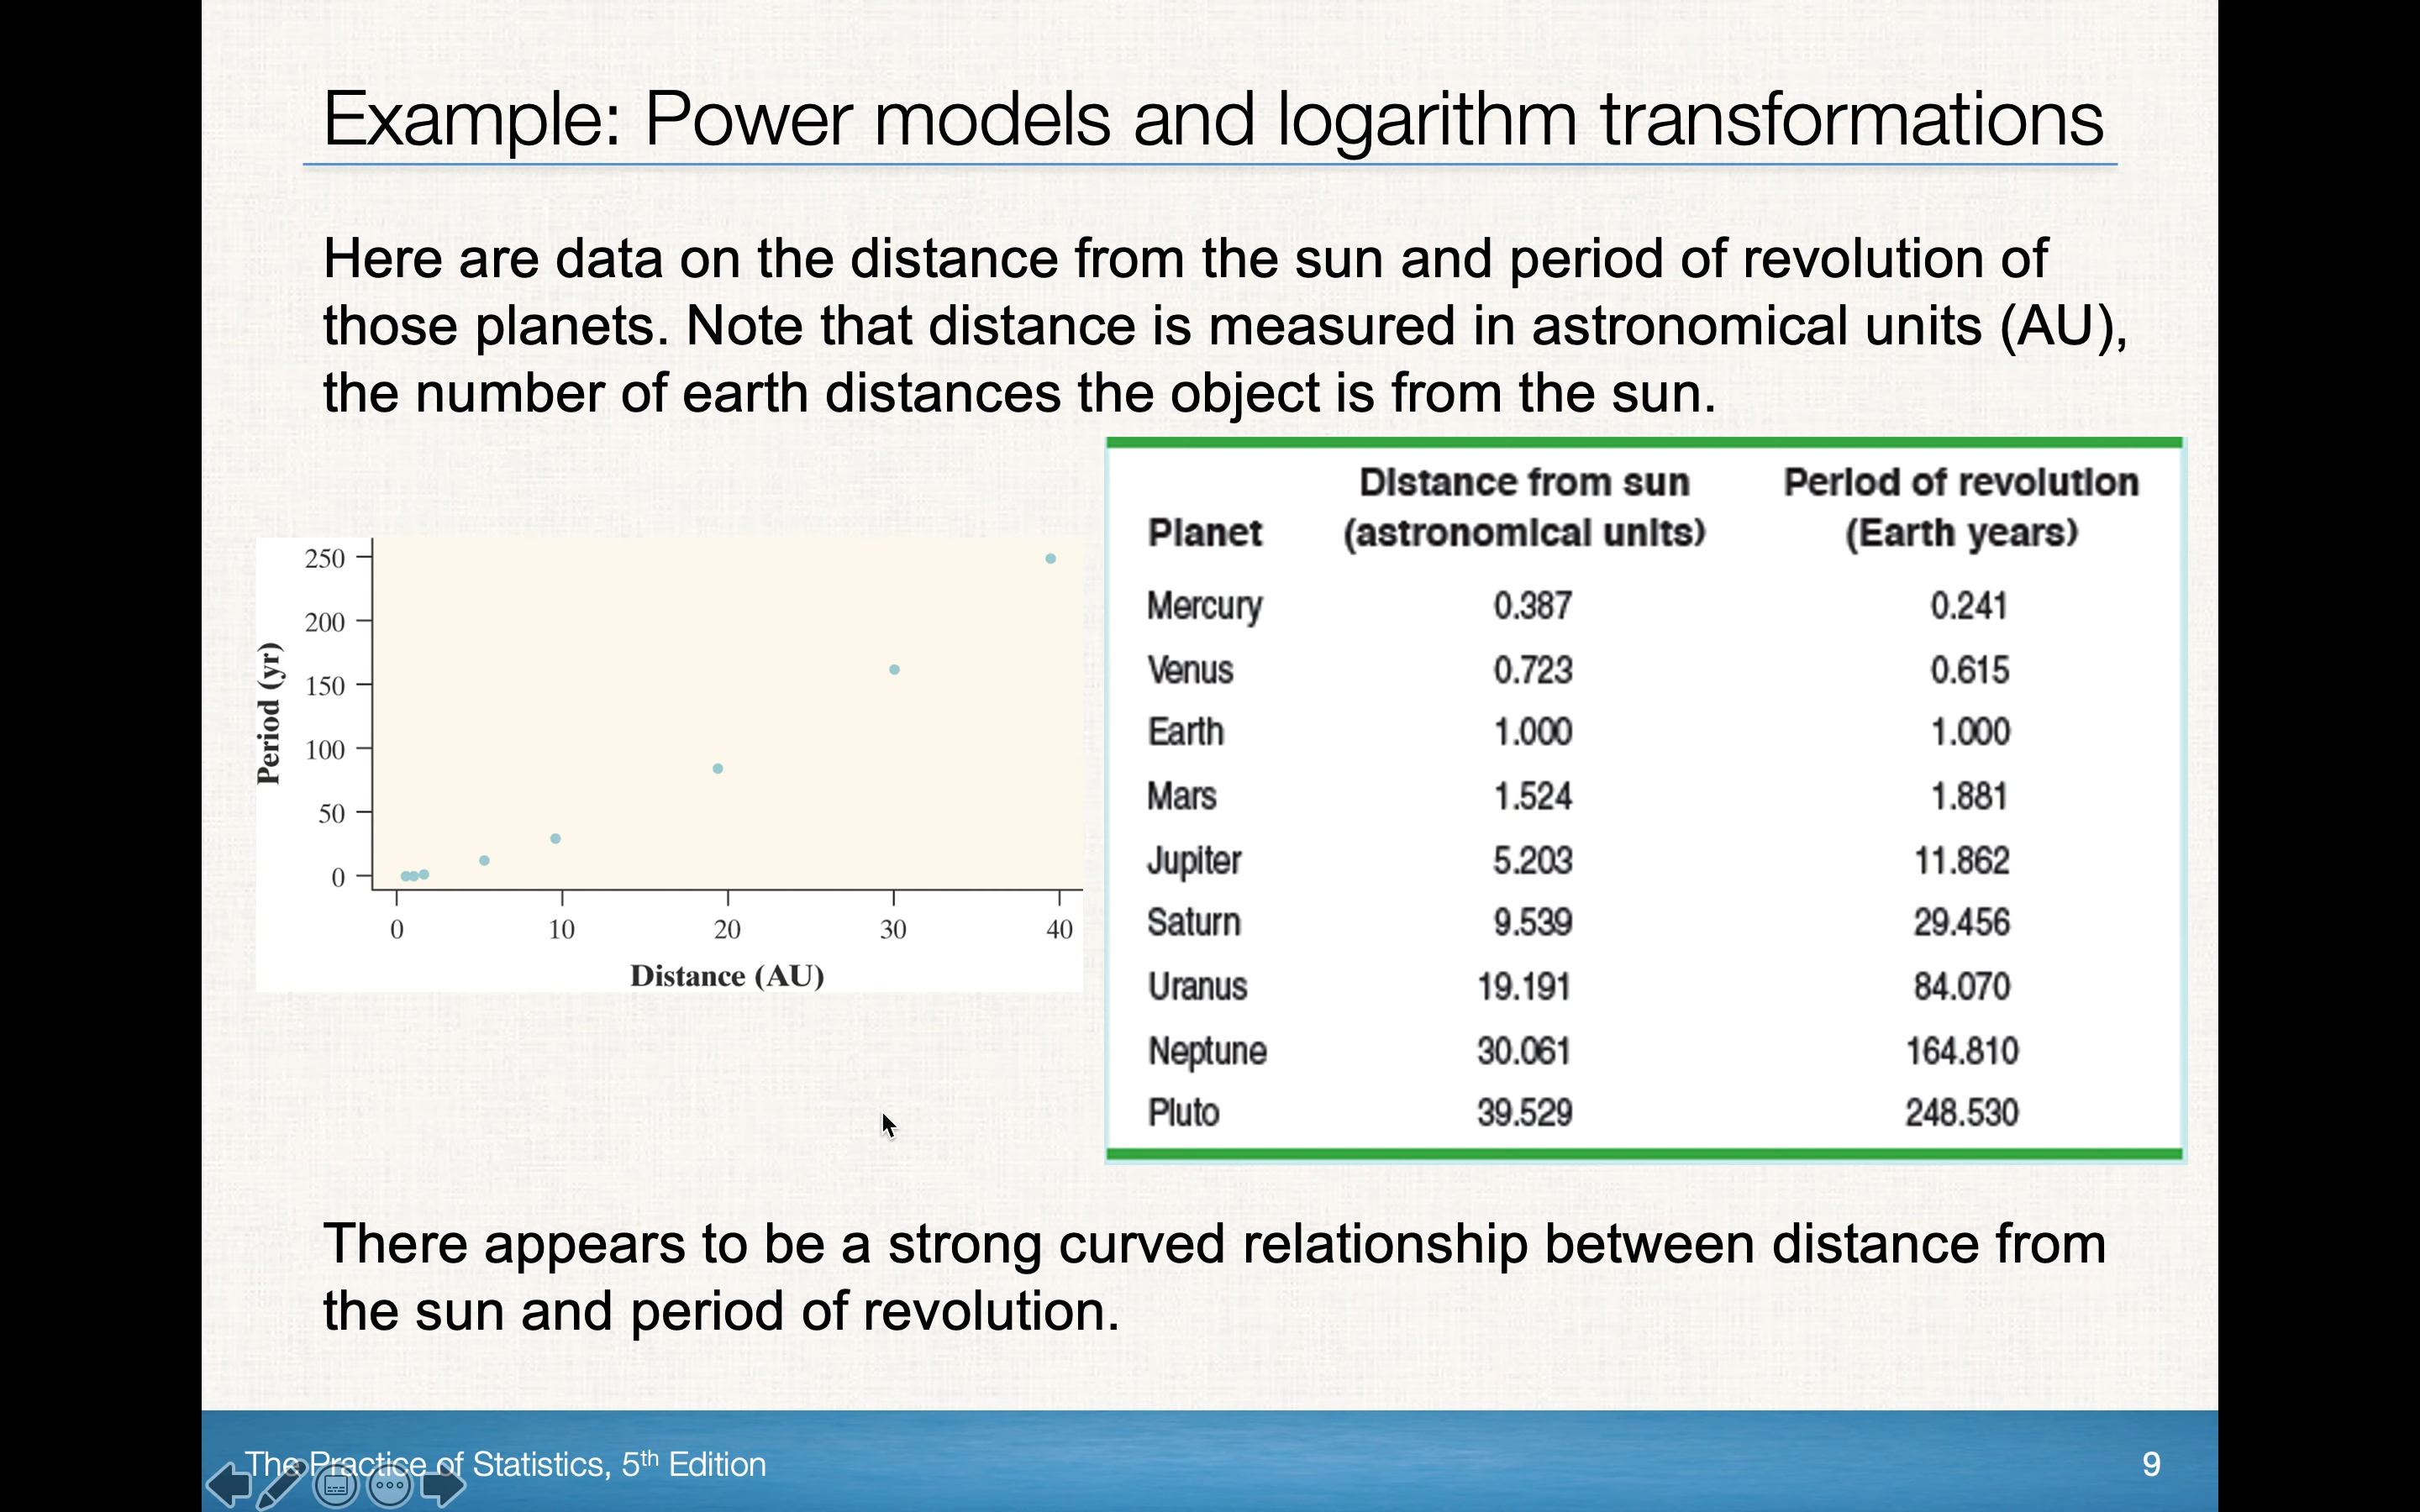 Example: Power models and logarithm transformations
Here are data on the distance from the sun and period of revolution of
those planets. Note that distance is measured in astronomical units (AU),
the number of earth distances the object is from the sun.
250
200
150
100
50
0
Period (yr)
0 10 20 30 40
Distance (AU)
Distance from sun Period of revolution
Planet (astronomical units) (Earth years)
Mercury 0.387 0.241
Venus 0.723 0.615
Earth 1.000 1.000
Mars 1.524 1.881
Jupiter 5.203 11.862
Saturn 9.539 29.456
Uranus 19.191 84.070
Neptune 30.061 164.810
Pluto 39.529 248.530
There appears to be a strong curved relationship between distance from
the sun and period of revolution.
The Practice of Statistics, 5th Edition 9